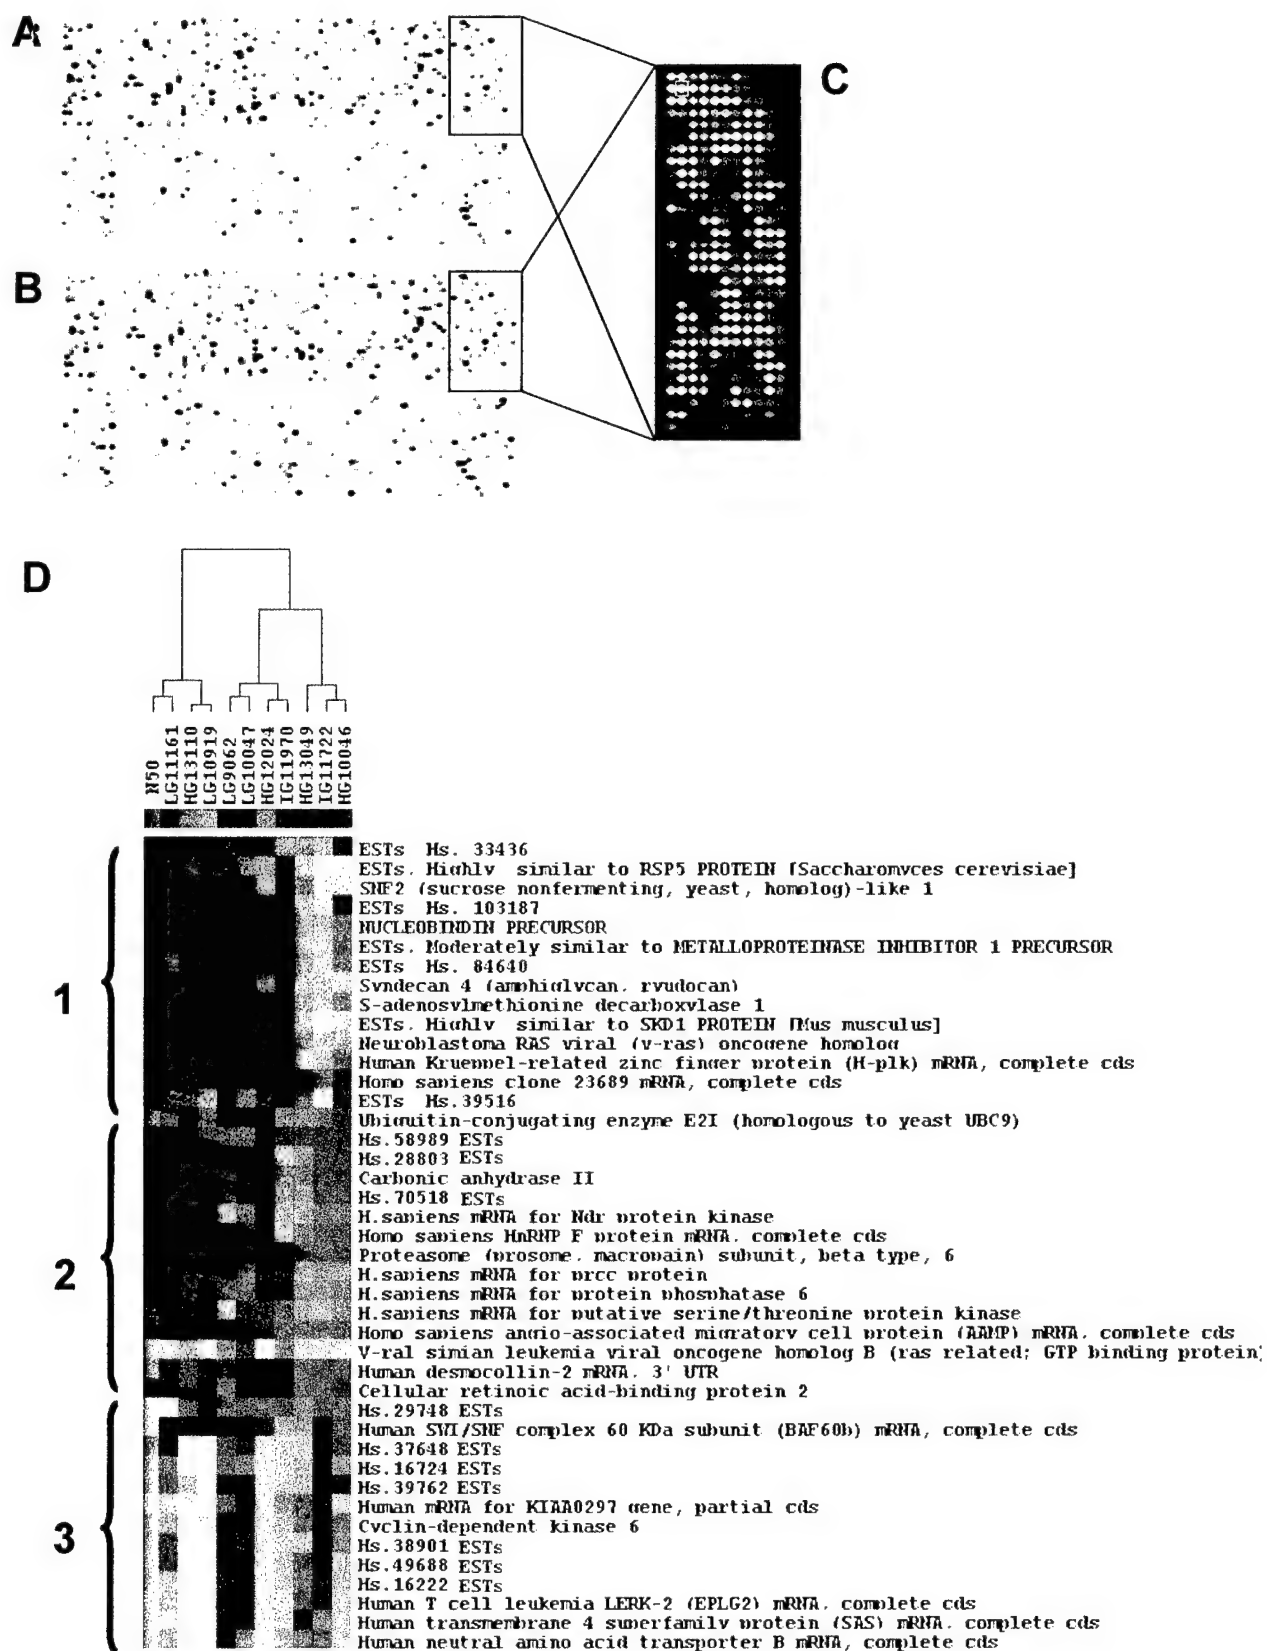 A
C
B
D
N50
LG11161
HG13110
LG10919
LG9062
LG10047
HG12024
IG11970
HG13049
IG11722
HG10046
1
ESTs Hs. 33436
ESTs. Highly similar to RSP5 PROTEIN [Saccharomyces cerevisiae]
SNF2 (sucrose nonfermenting, yeast, homolog)-like 1
ESTs Hs. 103187
NUCLEOBINDIN PRECURSOR
ESTs. Moderately similar to METALLOPROTEINASE INHIBITOR 1 PRECURSOR
ESTs Hs. 84640
Syndecan 4 (amphiglycan. ryudocan)
S-adenosylmethionine decarboxylase 1
ESTs. Highly similar to SKD1 PROTEIN [Mus musculus]
Neuroblastoma RAS viral (v-ras) oncogene homolog
Human Krueppel-related zinc finger protein (H-plk) mRNA, complete cds
Homo sapiens clone 23689 mRNA, complete cds
ESTs Hs.39516
Ubiquitin-conjugating enzyme E2I (homologous to yeast UBC9)
2
Hs.58989 ESTs
Hs.28803 ESTs
Carbonic anhydrase II
Hs.70518 ESTs
H.sapiens mRNA for Ndr protein kinase
Homo sapiens HnRNP F protein mRNA. complete cds
Proteasome (prosome. macropain) subunit, beta type, 6
H.sapiens mRNA for prcc protein
H.sapiens mRNA for protein phosphatase 6
H.sapiens mRNA for putative serine/threonine protein kinase
Homo sapiens angio-associated migratory cell protein (AAMP) mRNA. complete cds
V-ral simian leukemia viral oncogene homolog B (ras related; GTP binding protein)
Human desmocollin-2 mRNA. 3' UTR
Cellular retinoic acid-binding protein 2
3
Hs.29748 ESTs
Human SWI/SNF complex 60 KDa subunit (BAF60b) mRNA, complete cds
Hs.37648 ESTs
Hs.16724 ESTs
Hs.39762 ESTs
Human mRNA for KIAA0297 gene, partial cds
Cyclin-dependent kinase 6
Hs.38901 ESTs
Hs.49688 ESTs
Hs.16222 ESTs
Human T cell leukemia LERK-2 (EPLG2) mRNA. complete cds
Human transmembrane 4 superfamily protein (SAS) mRNA. complete cds
Human neutral amino acid transporter B mRNA, complete cds